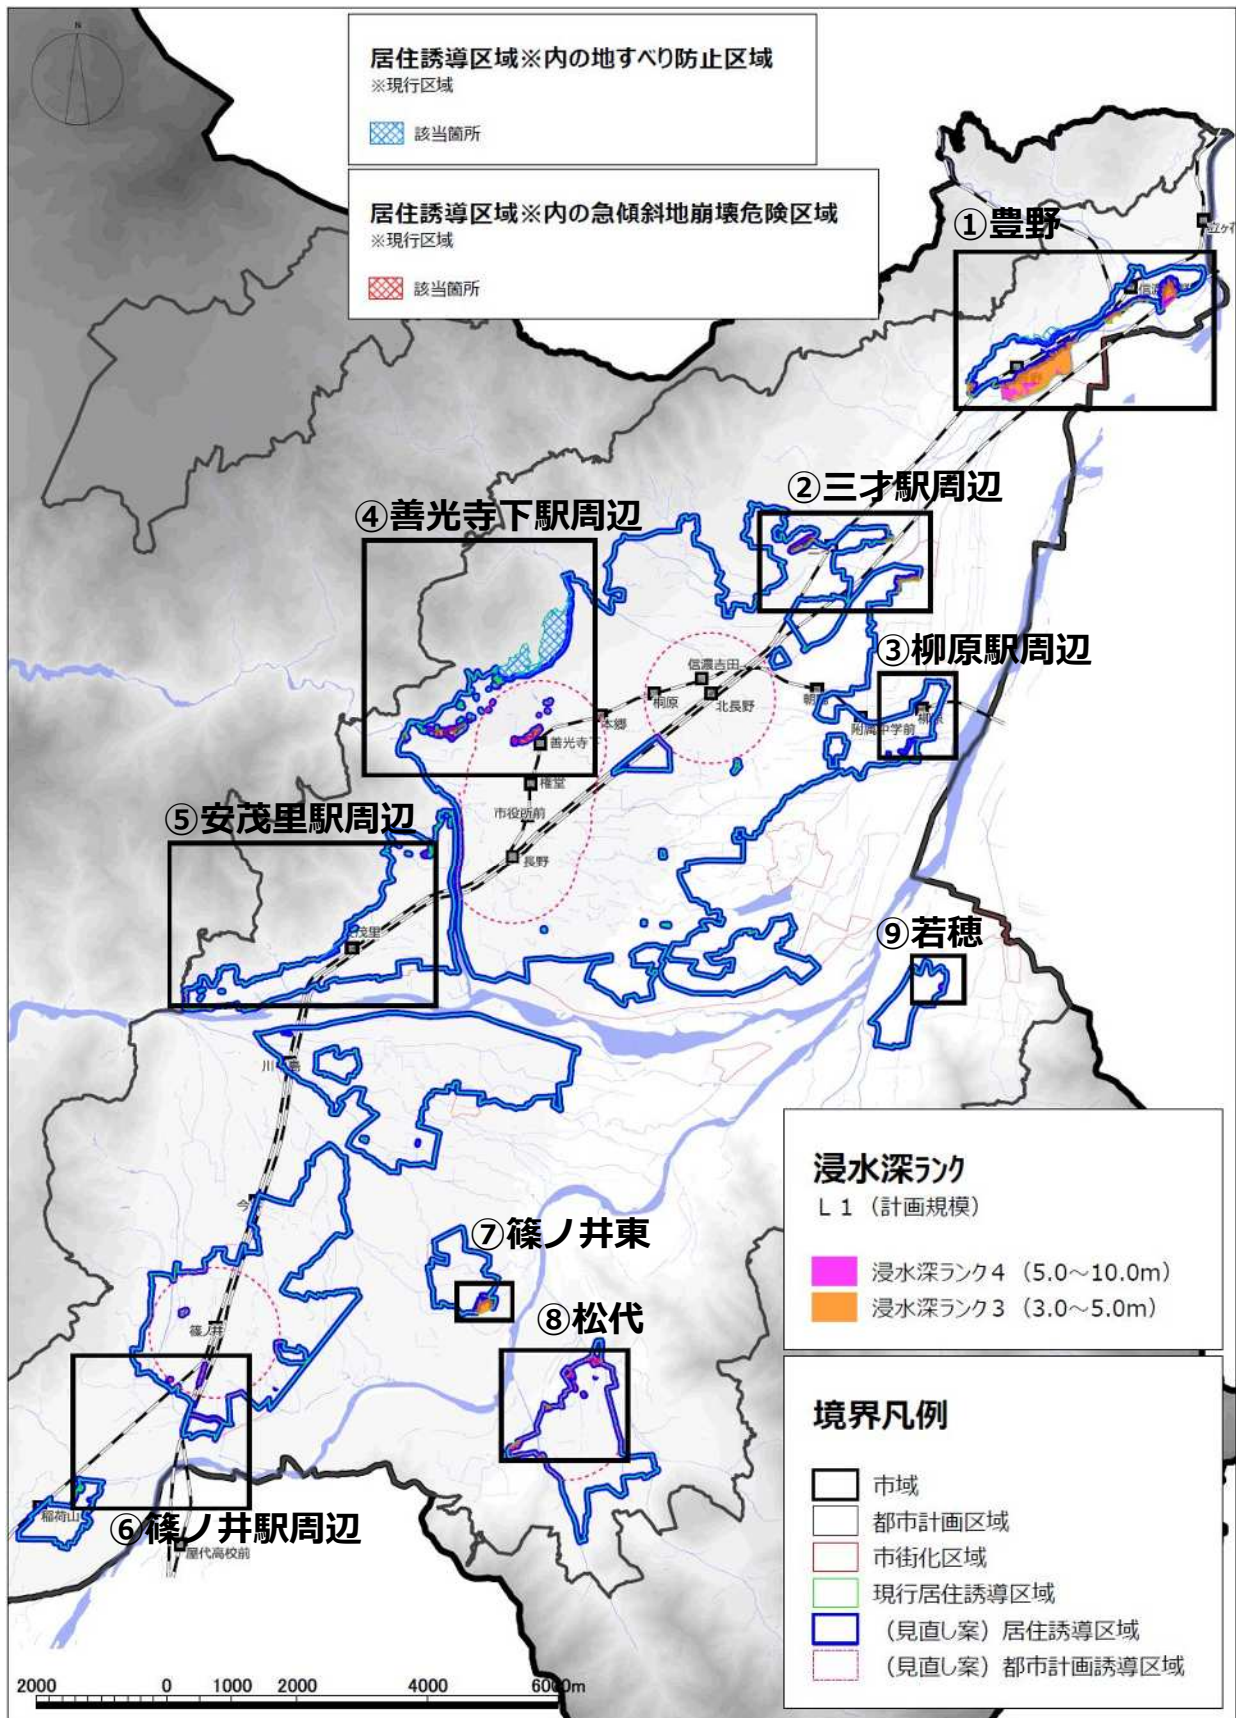 N
居住誘導区域※内の地すべり防止区域
※現行区域
該当箇所
居住誘導区域※内の急傾斜地崩壊危険区域
※現行区域
該当箇所
①豊野
②三才駅周辺
④善光寺下駅周辺
③柳原駅周辺
信濃吉田
桐原
北長野
本郷
附属中学前
柳原
善光寺下
権堂
市役所前
長野
⑤安茂里駅周辺
⑨若穂
⑦篠ノ井東
⑧松代
篠ノ井
稲荷山
⑥篠ノ井駅周辺
屋代高校前
浸水深ランク
L1（計画規模）
浸水深ランク4（5.0～10.0m）
浸水深ランク3（3.0～5.0m）
境界凡例
市域
都市計画区域
市街化区域
現行居住誘導区域
（見直し案）居住誘導区域
（見直し案）都市計画誘導区域
2000 0 1000 2000 4000 6000m